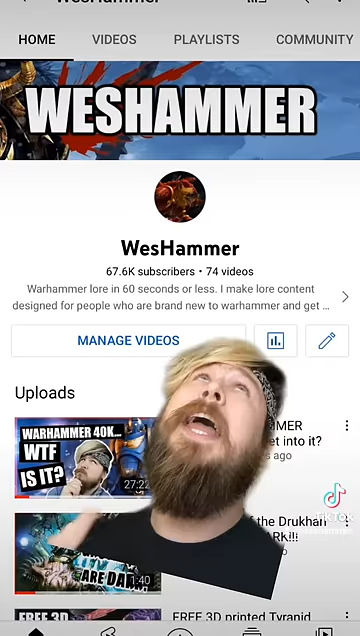 WesHammer
HOME VIDEOS PLAYLISTS COMMUNITY
WESHAMMER
WesHammer
67.6K subscribers • 74 videos
Warhammer lore in 60 seconds or less. I make lore content
designed for people who are brand new to warhammer and get ...
MANAGE VIDEOS
Uploads
WARHAMMER 40K...
WTF
IS IT?
27:22
et into it?
s ago
TikTok
ARE DARK
1:40
f the Drukhari
ARK!!!
FREE 3D
FREE 3D printed Tyranid